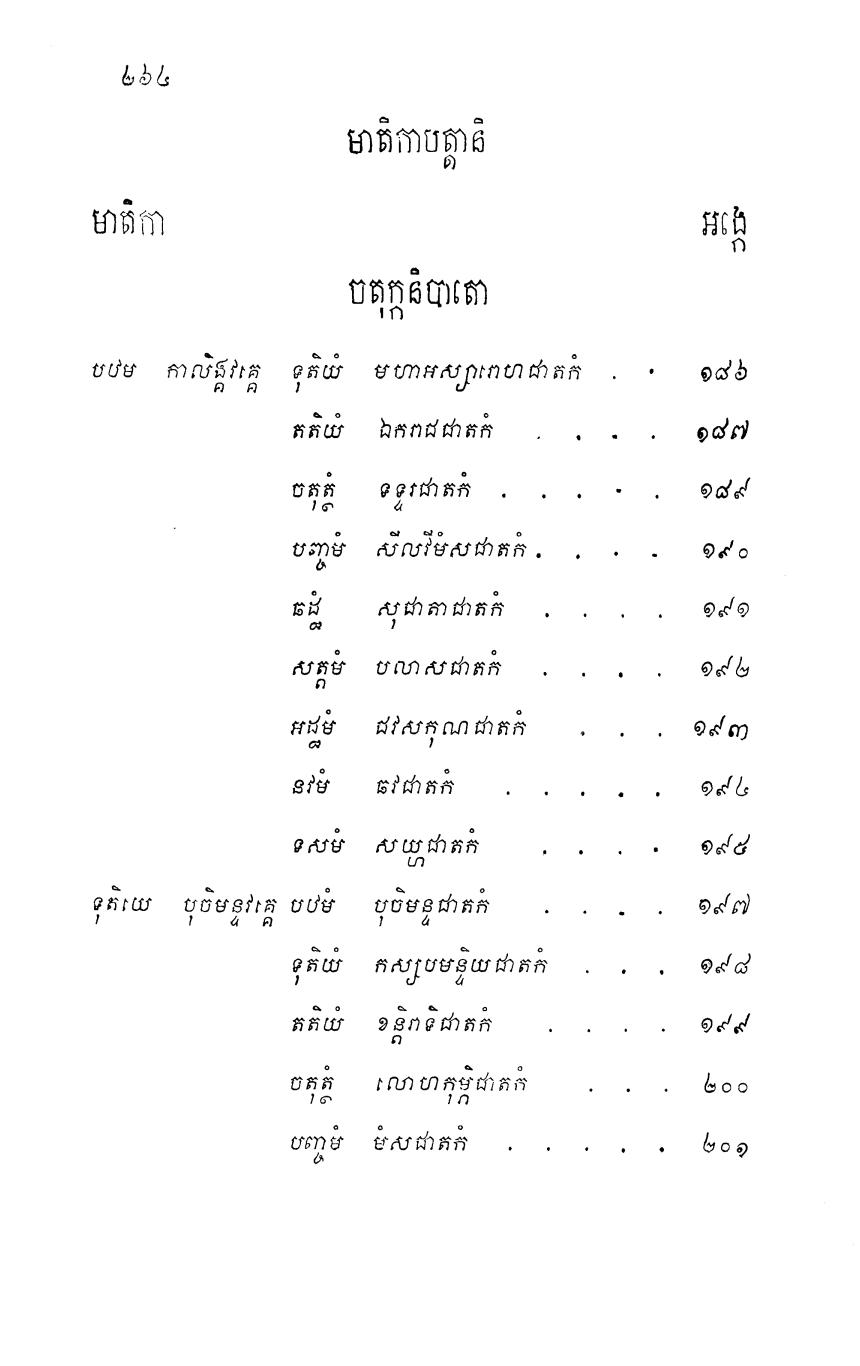 ២៦៤
មាតិកាបត្តានិ
មាតិកា អង្កេ
ចតុក្កនិបាតោ
បឋម កាលិង្គវគ្គេ ទុតិយំ មហាអស្សារោហជាតកំ . . ១៨៦
តតិយំ ឯករាជជាតកំ . . . . ១៨៧
ចតុត្ថំ ទទ្ទរជាតកំ . . . . . ១៨៩
បញ្ចមំ សីលវីមំសជាតកំ . . . . ១៩០
ឆដ្ឋំ សុជាតាជាតកំ . . . . ១៩១
សត្តមំ បលាសជាតកំ . . . . ១៩២
អដ្ឋមំ ជវសកុណជាតកំ . . . ១៩៣
នវមំ ឆវជាតកំ . . . . . ១៩៤
ទសមំ សយ្ហជាតកំ . . . . ១៩៥
ទុតិយេ បុចិមន្ទវគ្គេ បឋមំ បុចិមន្ទជាតកំ . . . . ១៩៧
ទុតិយំ កស្សបមន្ទិយជាតកំ . . . ១៩៨
តតិយំ ខន្តិវាទិជាតកំ . . . . ១៩៩
ចតុត្ថំ លោហកុម្ភិជាតកំ . . . ២០០
បញ្ចមំ មំសជាតកំ . . . . . ២០១